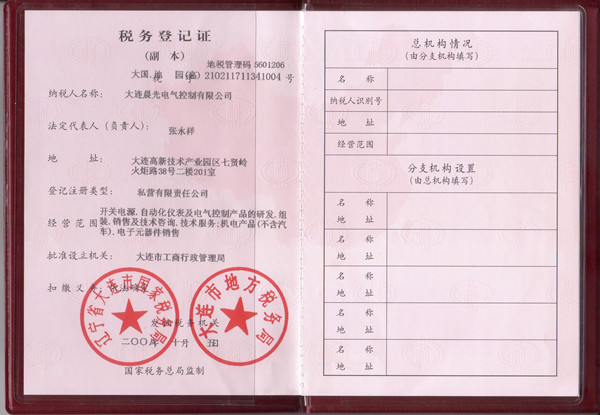 税务登记证
(副 本)
地税管理码 5601206
大国、地 园(高) 210211711341004 号
税 字
纳税人名称: 大连晨光电气控制有限公司
法定代表人(负责人): 张永祥
地 址: 大连高新技术产业园区七贤岭
火炬路38号二楼201室
登记注册类型: 私营有限责任公司
经营范围 开关电源、自动化仪表及电气控制产品的研发、组
装、销售及技术咨询、技术服务;机电产品(不含汽
车)、电子元器件销售
批准设立机关: 大连市工商行政管理局
扣缴义务:
辽宁省大连市国家税务局
大连市地方税务局
发证税务机关
二〇〇八年 十月 日
国家税务总局监制
总机构情况
(由分支机构填写)
名 称
纳税人识别号
地 址
经营范围
分支机构设置
(由总机构填写)
名 称
地 址
名 称
地 址
名 称
地 址
名 称
地 址
名 称
地 址